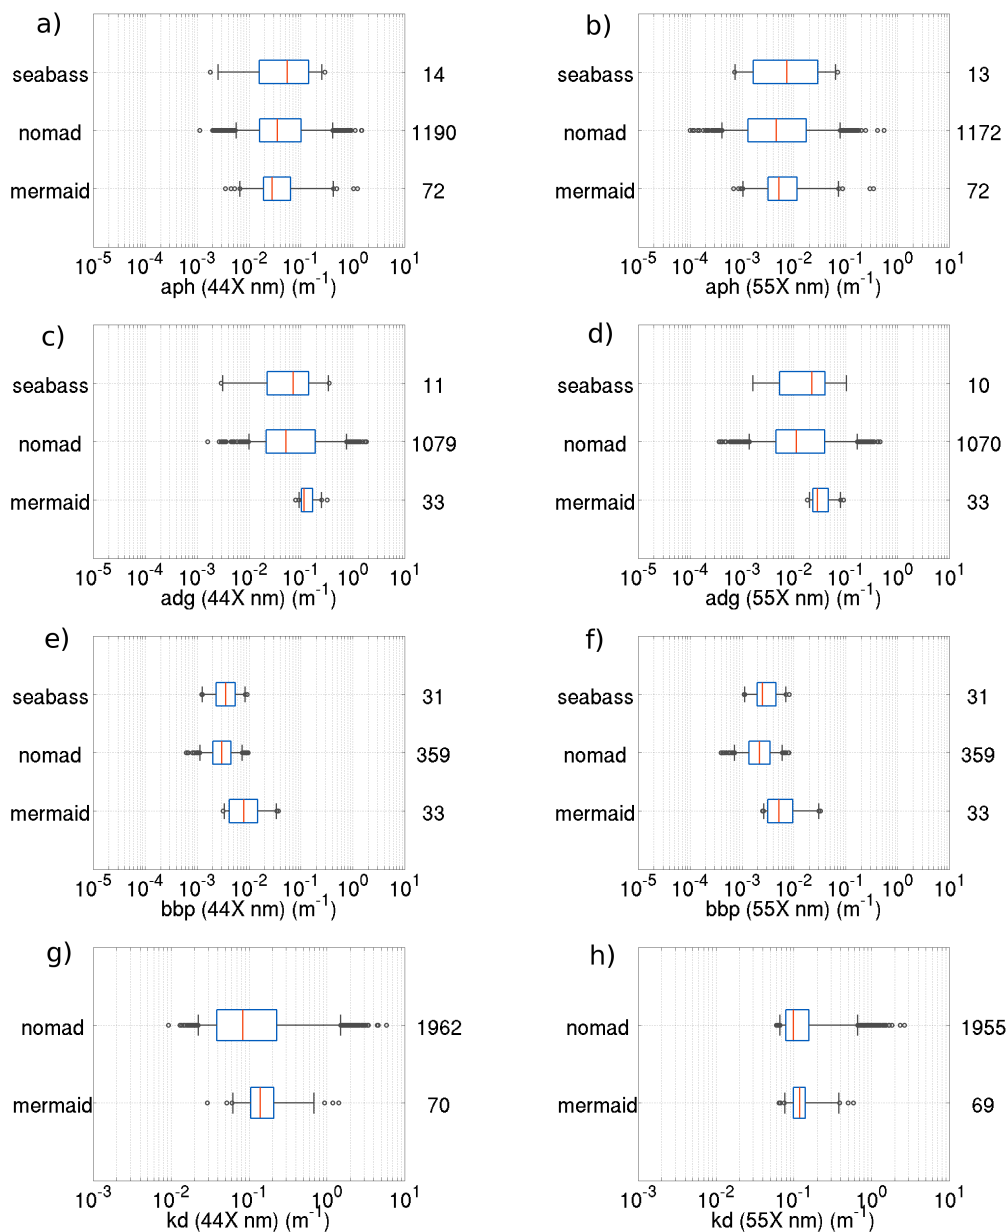 a)
seabass 14
nomad 1190
mermaid 72
10^-5 10^-4 10^-3 10^-2 10^-1 10^0 10^1
aph (44X nm) (m^-1)
b)
seabass 13
nomad 1172
mermaid 72
10^-5 10^-4 10^-3 10^-2 10^-1 10^0 10^1
aph (55X nm) (m^-1)
c)
seabass 11
nomad 1079
mermaid 33
10^-5 10^-4 10^-3 10^-2 10^-1 10^0 10^1
adg (44X nm) (m^-1)
d)
seabass 10
nomad 1070
mermaid 33
10^-5 10^-4 10^-3 10^-2 10^-1 10^0 10^1
adg (55X nm) (m^-1)
e)
seabass 31
nomad 359
mermaid 33
10^-5 10^-4 10^-3 10^-2 10^-1 10^0 10^1
bbp (44X nm) (m^-1)
f)
seabass 31
nomad 359
mermaid 33
10^-5 10^-4 10^-3 10^-2 10^-1 10^0 10^1
bbp (55X nm) (m^-1)
g)
nomad 1962
mermaid 70
10^-3 10^-2 10^-1 10^0 10^1
kd (44X nm) (m^-1)
h)
nomad 1955
mermaid 69
10^-3 10^-2 10^-1 10^0 10^1
kd (55X nm) (m^-1)